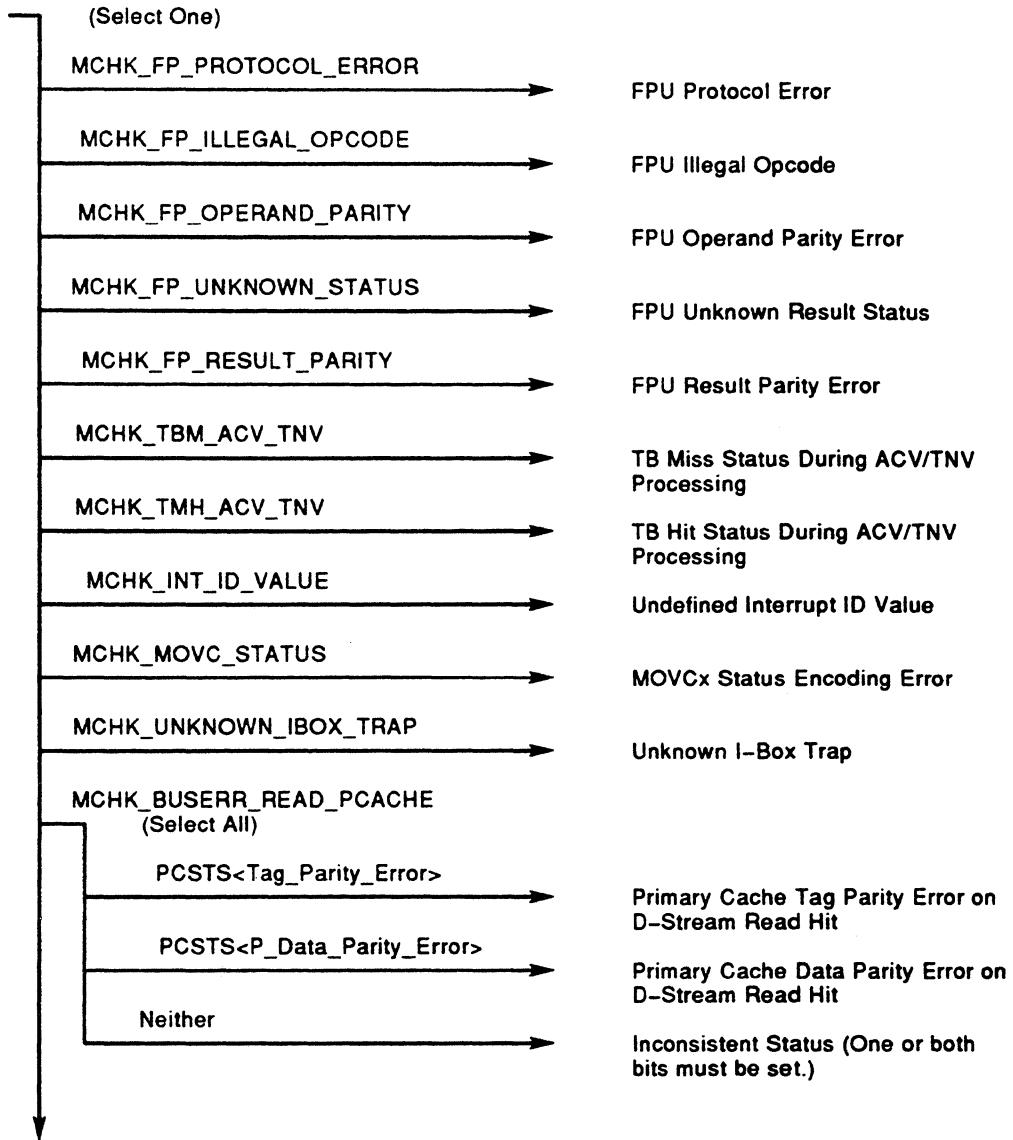 (Select One)
MCHK_FP_PROTOCOL_ERROR
FPU Protocol Error
MCHK_FP_ILLEGAL_OPCODE
FPU Illegal Opcode
MCHK_FP_OPERAND_PARITY
FPU Operand Parity Error
MCHK_FP_UNKNOWN_STATUS
FPU Unknown Result Status
MCHK_FP_RESULT_PARITY
FPU Result Parity Error
MCHK_TBM_ACV_TNV
TB Miss Status During ACV/TNV
Processing
MCHK_TMH_ACV_TNV
TB Hit Status During ACV/TNV
Processing
MCHK_INT_ID_VALUE
Undefined Interrupt ID Value
MCHK_MOVC_STATUS
MOVCx Status Encoding Error
MCHK_UNKNOWN_IBOX_TRAP
Unknown I-Box Trap
MCHK_BUSERR_READ_PCACHE
(Select All)
PCSTS<Tag_Parity_Error>
Primary Cache Tag Parity Error on
D-Stream Read Hit
PCSTS<P_Data_Parity_Error>
Primary Cache Data Parity Error on
D-Stream Read Hit
Neither
Inconsistent Status (One or both
bits must be set.)